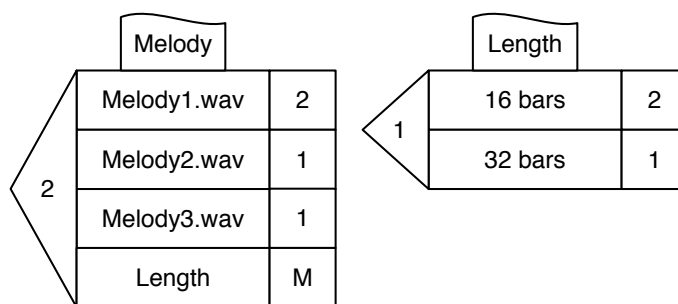 Melody
Melody1.wav 2
Melody2.wav 1
2
Melody3.wav 1
Length M
Length
16 bars 2
1
32 bars 1